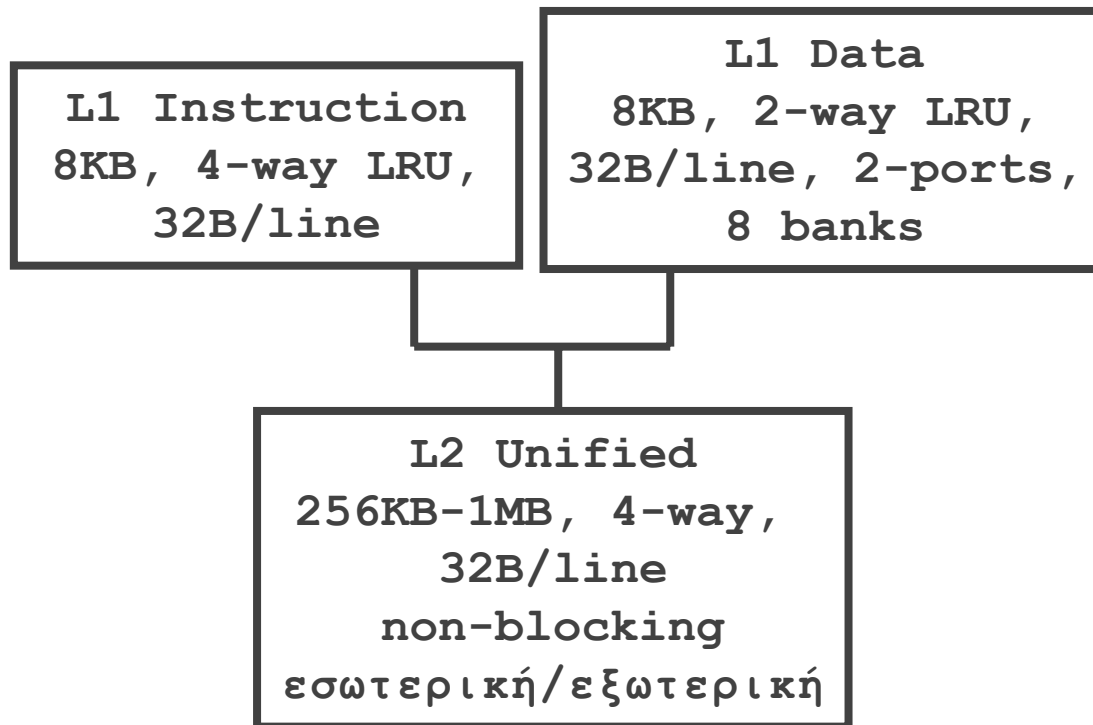 L1 Instruction
8KB, 4-way LRU,
32B/line
L1 Data
8KB, 2-way LRU,
32B/line, 2-ports,
8 banks
L2 Unified
256KB-1MB, 4-way,
32B/line
non-blocking
εσωτερική/εξωτερική